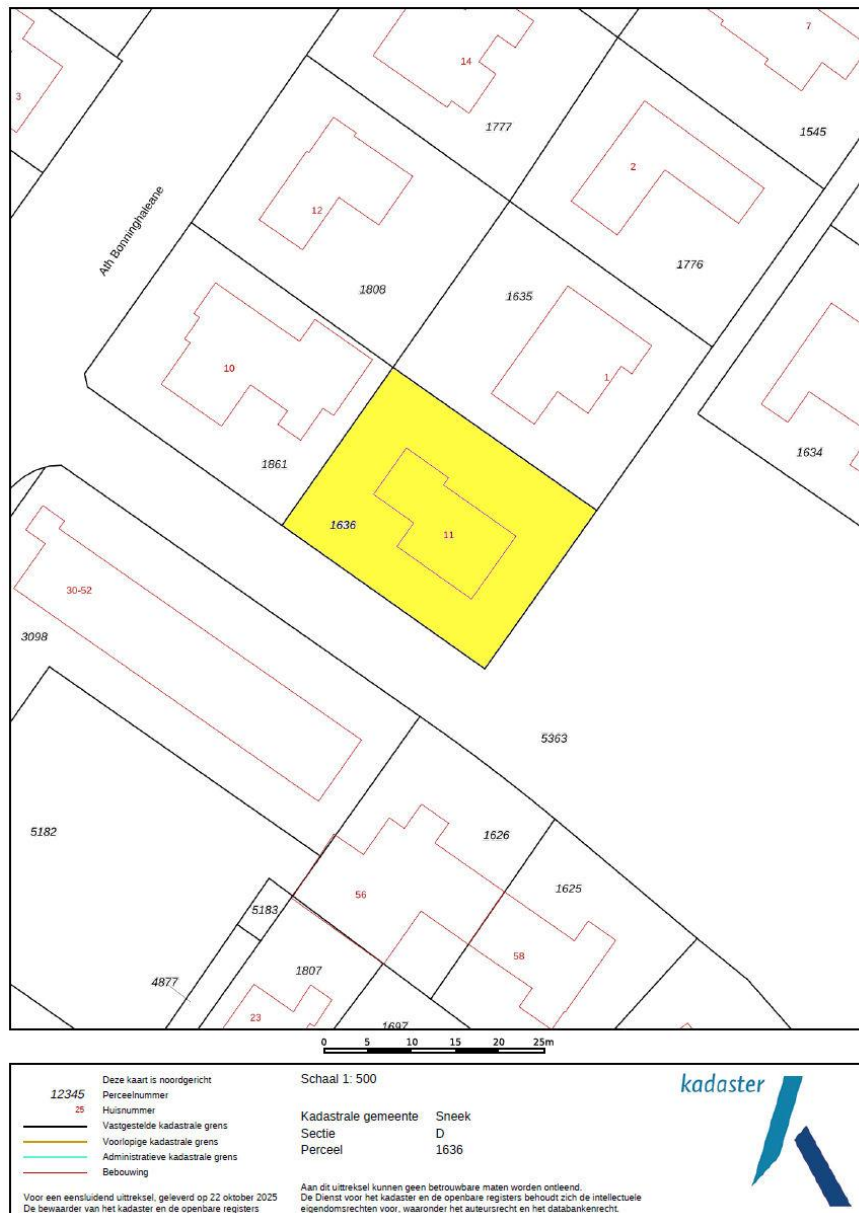 7
14
3
1777
1545
2
12
Ath Bonninghaleane
1776
1808
1635
10
1
1861
1634
1636
11
30-52
3098
5363
5182
1626
56
1625
5183
58
1807
4877
23
1697
0 5 10 15 20 25m
Deze kaart is noordgericht
12345 Perceelnummer
25 Huisnummer
Vastgestelde kadastrale grens
Voorlopige kadastrale grens
Administratieve kadastrale grens
Bebouwing
Voor een eensluidend uittreksel, geleverd op 22 oktober 2025
De bewaarder van het kadaster en de openbare registers
Schaal 1: 500
Kadastrale gemeente Sneek
Sectie D
Perceel 1636
Aan dit uittreksel kunnen geen betrouwbare maten worden ontleend.
De Dienst voor het kadaster en de openbare registers behoudt zich de intellectuele
eigendomsrechten voor, waaronder het auteursrecht en het databankenrecht.
kadaster